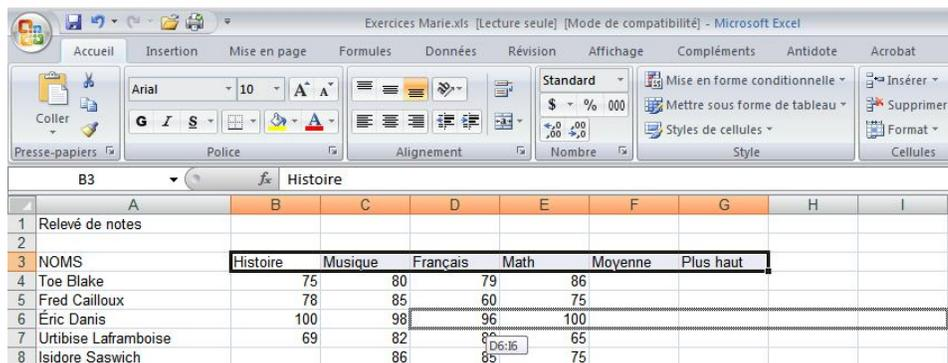 Exercices Marie.xls [Lecture seule] [Mode de compatibilité] - Microsoft Excel
Accueil Insertion Mise en page Formules Données Révision Affichage Compléments Antidote Acrobat
Arial 10 A A Standard Mise en forme conditionnelle Insérer
Coller $ % 000 Mettre sous forme de tableau Supprimer
G I S A ,00 ,0 ,00 ,0 Styles de cellules Format
Presse-papiers Police Alignement Nombre Style Cellules
B3 fx Histoire
A B C D E F G H I
1 Relevé de notes
2
3 NOMS Histoire Musique Français Math Moyenne Plus haut
4 Toe Blake 75 80 79 86
5 Fred Cailloux 78 85 60 75
6 Éric Danis 100 98 96 100
7 Urtibise Laframboise 69 82 65
D6:I6
8 Isidore Saswich 86 85 75